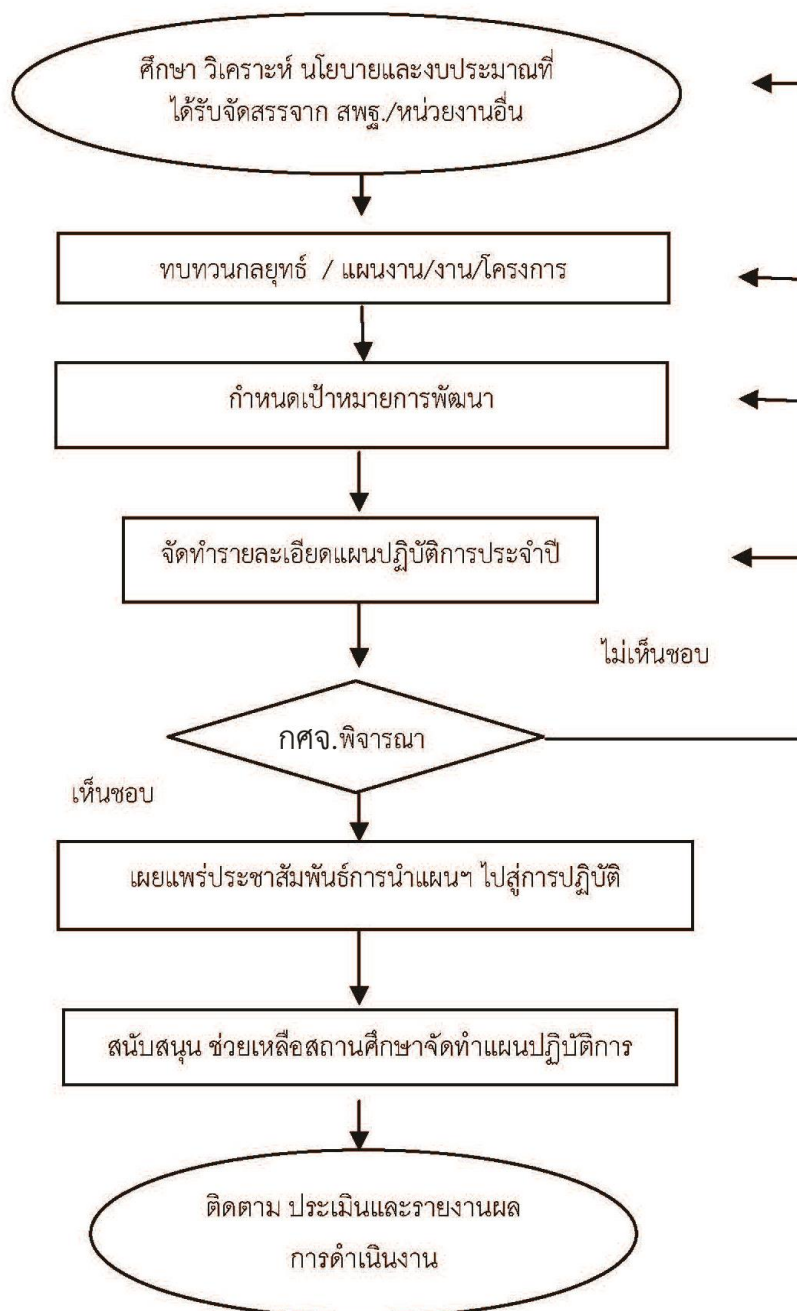 ศึกษา วิเคราะห์ นโยบายและงบประมาณที่
ได้รับจัดสรรจาก สพฐ./หน่วยงานอื่น
ทบทวนกลยุทธ์ / แผนงาน/งาน/โครงการ
กำหนดเป้าหมายการพัฒนา
จัดทำรายละเอียดแผนปฏิบัติการประจำปี
ไม่เห็นชอบ
กศจ.พิจารณา
เห็นชอบ
เผยแพร่ประชาสัมพันธ์การนำแผนฯ ไปสู่การปฏิบัติ
สนับสนุน ช่วยเหลือสถานศึกษาจัดทำแผนปฏิบัติการ
ติดตาม ประเมินและรายงานผล
การดำเนินงาน